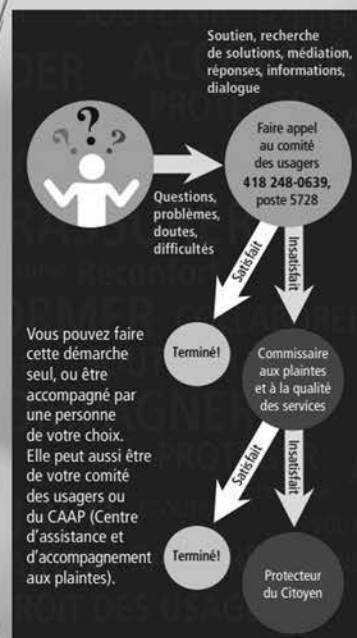 Soutien, recherche
de solutions, médiation,
réponses, informations,
dialogue
? ? ?
Faire appel
au comité
des usagers
418 248-0639,
poste 5728
Questions,
problèmes,
doutes,
difficultés
Satisfait
Insatisfait
Terminé!
Commissaire
aux plaintes
et à la qualité
des services
Vous pouvez faire
cette démarche
seul, ou être
accompagné par
une personne
de votre choix.
Elle peut aussi être
de votre comité
des usagers ou
du CAAP (Centre
d'assistance et
d'accompagnement
aux plaintes).
Satisfait
Insatisfait
Terminé!
Protecteur
du Citoyen